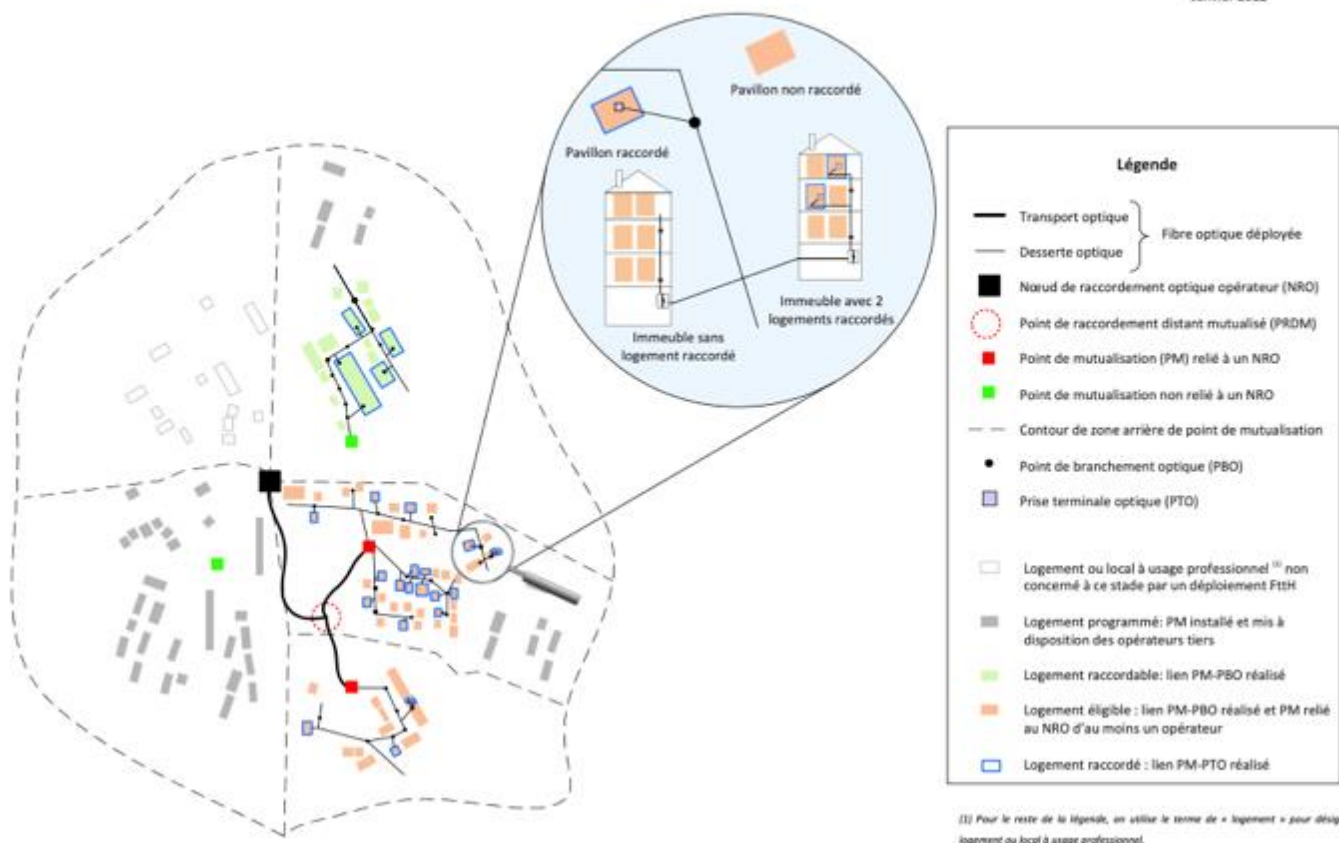 Pavillon non raccordé
Pavillon raccordé
Immeuble sans
logement raccordé
Immeuble avec 2
logements raccordés
Légende
Transport optique
Desserte optique
Fibre optique déployée
Nœud de raccordement optique opérateur (NRO)
Point de raccordement distant mutualisé (PRDM)
Point de mutualisation (PM) relié à un NRO
Point de mutualisation non relié à un NRO
Contour de zone arrière de point de mutualisation
Point de branchement optique (PBO)
Prise terminale optique (PTO)
Logement ou local à usage professionnel (1) non
concerné à ce stade par un déploiement FttH
Logement programmé: PM installé et mis à
disposition des opérateurs tiers
Logement raccordable: lien PM-PBO réalisé
Logement éligible : lien PM-PBO réalisé et PM relié
au NRO d'au moins un opérateur
Logement raccordé : lien PM-PTO réalisé
(1) Pour le reste de la légende, on utilise le terme de « logement » pour désig
logement ou local à usage professionnel.